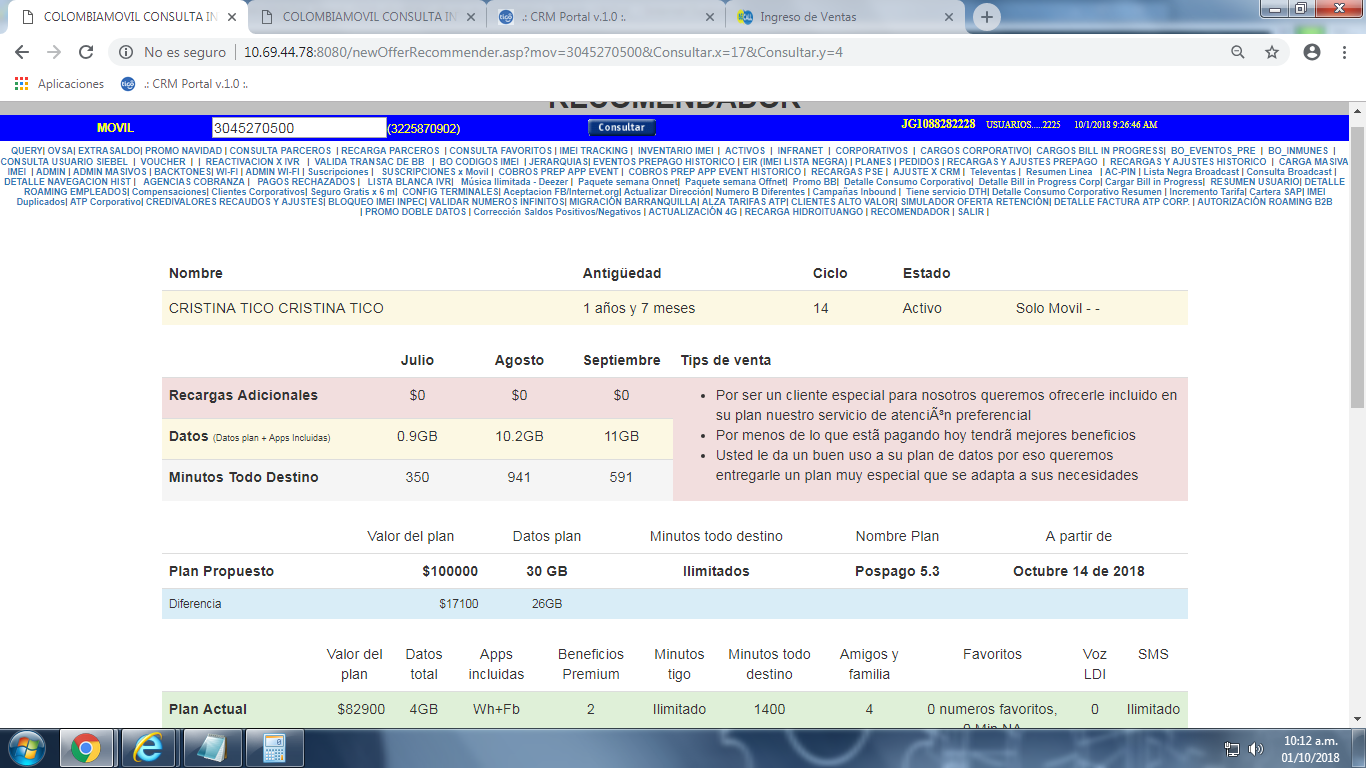 COLOMBIAMOVIL CONSULTA IN
COLOMBIAMOVIL CONSULTA IN
.: CRM Portal v.1.0 :.
Ingreso de Ventas
No es seguro | 10.69.44.78:8080/newOfferRecommender.asp?mov=3045270500&Consultar.x=17&Consultar.y=4
Aplicaciones
.: CRM Portal v.1.0 :.
RECOMENDADOR
MOVIL 3045270500 (3225870902) Consultar JG1088282228 USUARIOS.....2225 10/1/2018 9:26:46 AM
QUERY| OVSA| EXTRASALDO| PROMO NAVIDAD | CONSULTA PARCEROS | RECARGA PARCEROS | CONSULTA FAVORITOS | IMEI TRACKING | INVENTARIO IMEI | ACTIVOS | INFRANET | CORPORATIVOS | CARGOS CORPORATIVO| CARGOS BILL IN PROGRESS| BO_EVENTOS_PRE | BO_INMUNES |
CONSULTA USUARIO SIEBEL | VOUCHER | | REACTIVACION X IVR | VALIDA TRANSAC DE BB | BO CODIGOS IMEI | JERARQUIAS| EVENTOS PREPAGO HISTORICO | EIR (IMEI LISTA NEGRA) | PLANES | PEDIDOS | RECARGAS Y AJUSTES PREPAGO | RECARGAS Y AJUSTES HISTORICO | CARGA MASIVA
IMEI | ADMIN | ADMIN MASIVOS | BACKTONES| WI-FI | ADMIN WI-FI | Suscripciones | SUSCRIPCIONES x Movil | COBROS PREP APP EVENT | COBROS PREP APP EVENT HISTORICO | RECARGAS PSE | AJUSTE X CRM | Televentas | Resumen Linea | AC-PIN | Lista Negra Broadcast | Consulta Broadcast |
DETALLE NAVEGACION HIST | AGENCIAS COBRANZA | PAGOS RECHAZADOS | LISTA BLANCA IVR| Música Ilimitada - Deezer | Paquete semana Onnet| Paquete semana Offnet| Promo BB| Detalle Consumo Corporativo| Detalle Bill in Progress Corp| Cargar Bill in Progress| RESUMEN USUARIO| DETALLE
ROAMING EMPLEADOS| Compensaciones| Clientes Corporativos| Seguro Gratis x 6 m| CONFIG TERMINALES| Aceptacion FB/Internet.org| Actualizar Dirección| Numero B Diferentes | Campañas Inbound | Tiene servicio DTH| Detalle Consumo Corporativo Resumen | Incremento Tarifa| Cartera SAP| IMEI
Duplicados| ATP Corporativo| CREDIVALORES RECAUDOS Y AJUSTES| BLOQUEO IMEI INPEC| VALIDAR NUMEROS INFINITOS| MIGRACIÓN BARRANQUILLA| ALZA TARIFAS ATP| CLIENTES ALTO VALOR| SIMULADOR OFERTA RETENCIÓN| DETALLE FACTURA ATP CORP. | AUTORIZACIÓN ROAMING B2B
| PROMO DOBLE DATOS | Corrección Saldos Positivos/Negativos | ACTUALIZACIÓN 4G | RECARGA HIDROITUANGO | RECOMENDADOR | SALIR |
Nombre Antigüedad Ciclo Estado
CRISTINA TICO CRISTINA TICO 1 años y 7 meses 14 Activo Solo Movil - -
Julio Agosto Septiembre Tips de venta
Recargas Adicionales $0 $0 $0
Datos (Datos plan + Apps Incluidas) 0.9GB 10.2GB 11GB
Minutos Todo Destino 350 941 591
• Por ser un cliente especial para nosotros queremos ofrecerle incluido en
su plan nuestro servicio de atenciÃ³n preferencial
• Por menos de lo que estã pagando hoy tendrã mejores beneficios
• Usted le da un buen uso a su plan de datos por eso queremos
entregarle un plan muy especial que se adapta a sus necesidades
Valor del plan Datos plan Minutos todo destino Nombre Plan A partir de
Plan Propuesto $100000 30 GB Ilimitados Pospago 5.3 Octubre 14 de 2018
Diferencia $17100 26GB
Valor del Datos Apps Beneficios Minutos Minutos todo Amigos y Favoritos Voz SMS
plan total incluidas Premium tigo destino familia LDI
Plan Actual $82900 4GB Wh+Fb 2 Ilimitado 1400 4 0 numeros favoritos, 0 Ilimitado
0 Min NA
10:12 a.m.
01/10/2018